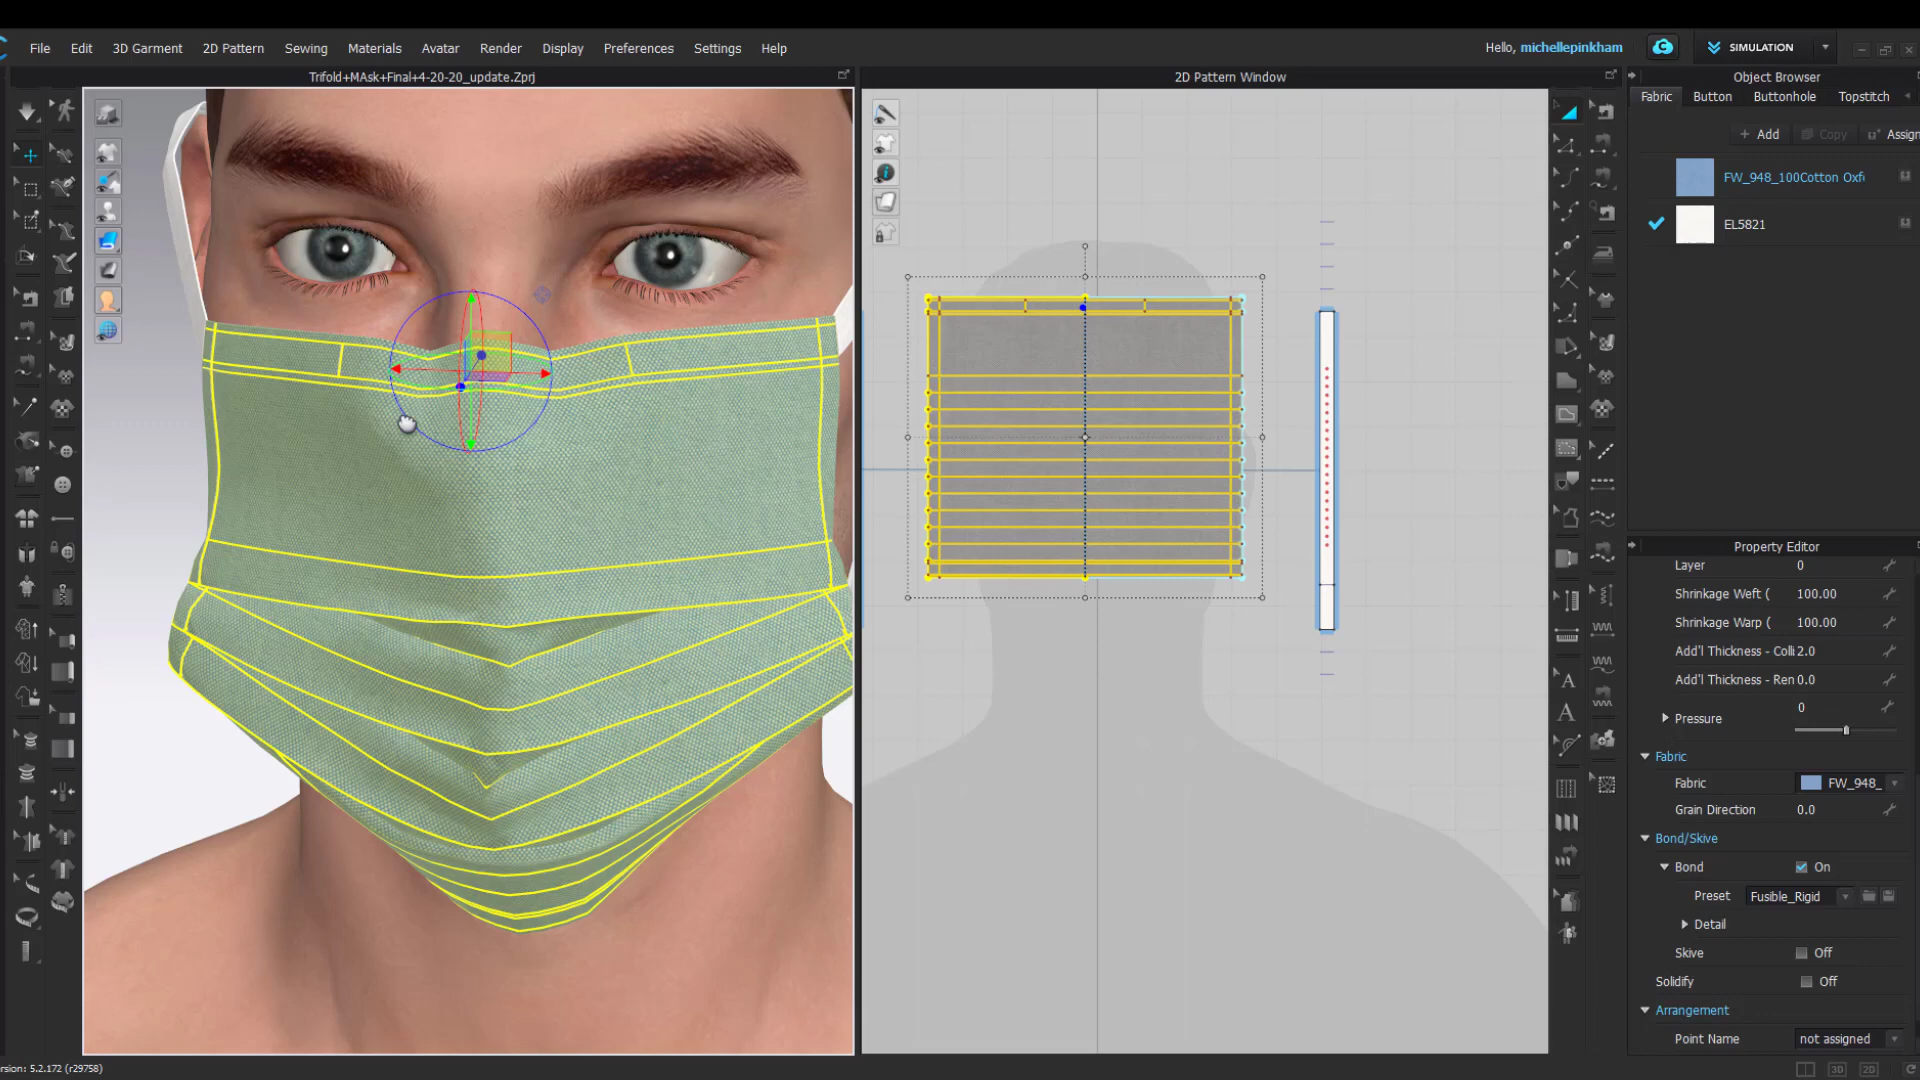 File Edit 3D Garment 2D Pattern Sewing Materials Avatar Render Display Preferences Settings Help
Hello, michellepinkham
SIMULATION
Trifold+MAsk+Final+4-20-20_update.Zprj
2D Pattern Window
Object Browser
Fabric Button Buttonhole Topstitch
+ Add Copy Assign
FW_948_100Cotton Oxf
EL5821
Property Editor
Layer 0
Shrinkage Weft ( 100.00
Shrinkage Warp ( 100.00
Add'l Thickness - Colli 2.0
Add'l Thickness - Ren 0.0
Pressure 0
Fabric
Fabric FW_948_
Grain Direction 0.0
Bond/Skive
Bond On
Preset Fusible_Rigid
Detail
Skive Off
Solidify Off
Arrangement
Point Name not assigned
ersion: 5.2.172 (r29758)
3D 2D